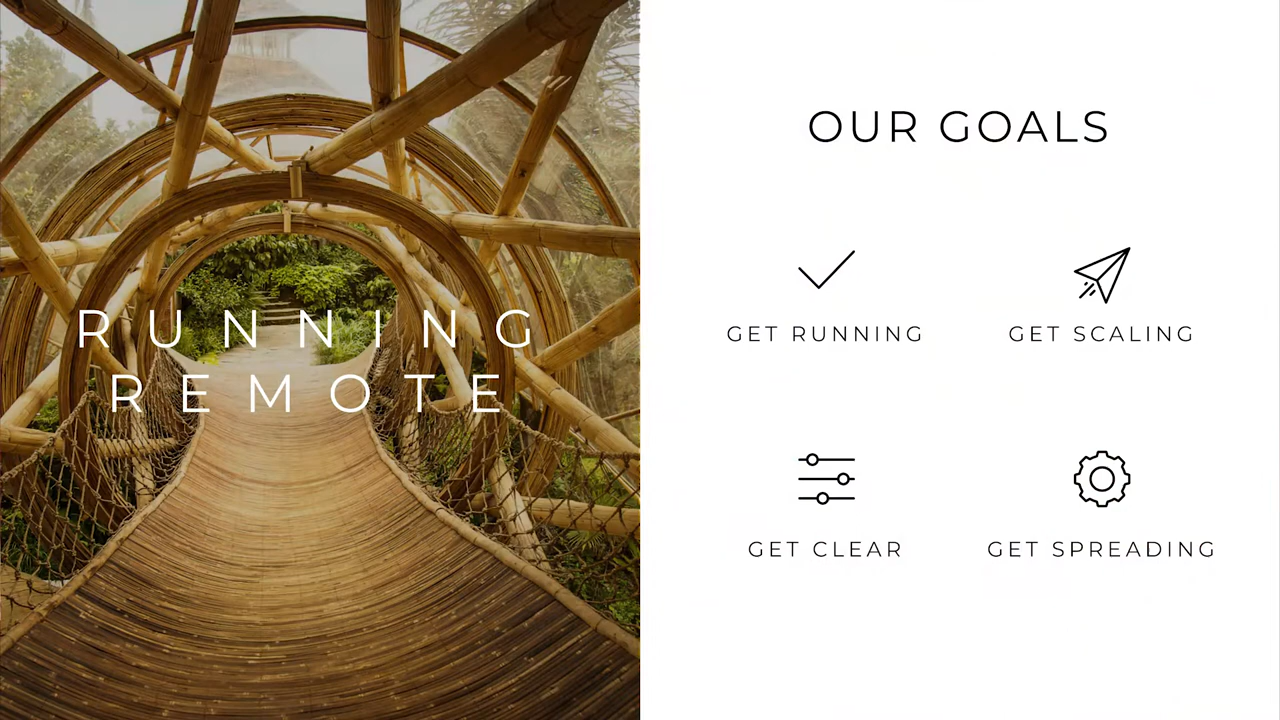 RUNNING
REMOTE
OUR GOALS
GET RUNNING
GET SCALING
GET CLEAR
GET SPREADING